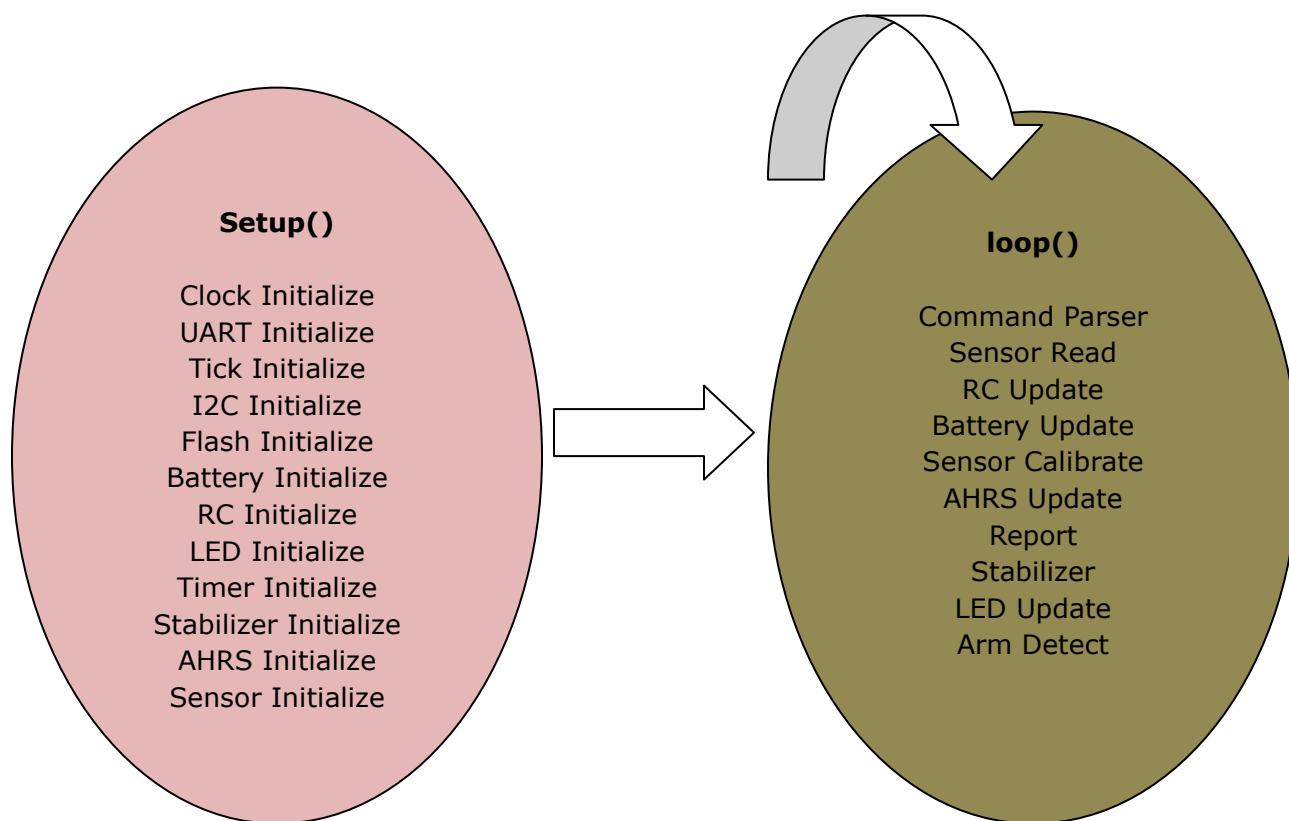 Setup()
Clock Initialize
UART Initialize
Tick Initialize
I2C Initialize
Flash Initialize
Battery Initialize
RC Initialize
LED Initialize
Timer Initialize
Stabilizer Initialize
AHRS Initialize
Sensor Initialize
loop()
Command Parser
Sensor Read
RC Update
Battery Update
Sensor Calibrate
AHRS Update
Report
Stabilizer
LED Update
Arm Detect